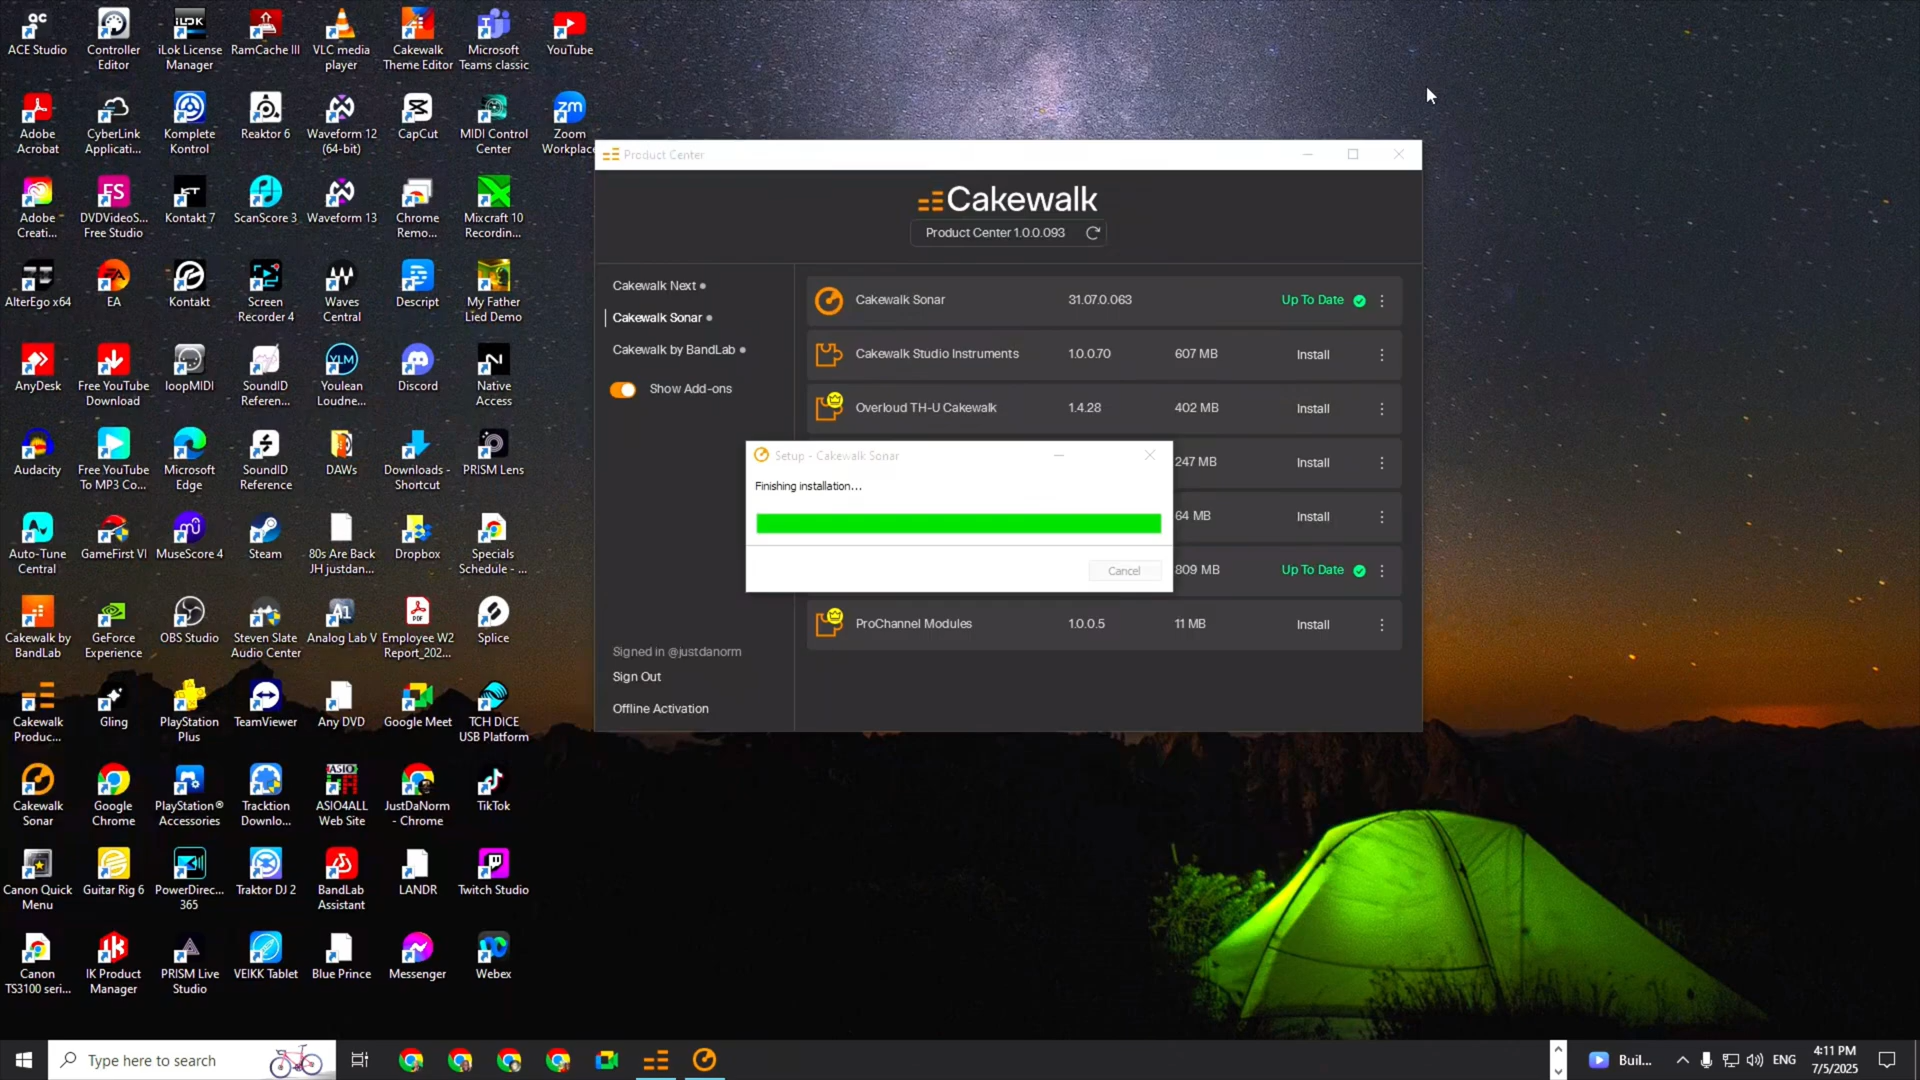 ACE Studio
Controller
Editor
iLok License
Manager
RamCache III
VLC media
player
Cakewalk
Theme Editor
Microsoft
Teams classic
YouTube
Adobe
Acrobat
CyberLink
Applicati...
Komplete
Kontrol
Reaktor 6
Waveform 12
(64-bit)
CapCut
MIDI Control
Center
Zoom
Workplace
Adobe
Creati...
DVDVideoS...
Free Studio
Kontakt 7
ScanScore 3
Waveform 13
Chrome
Remo...
Mixcraft 10
Recordin...
AlterEgo x64
EA
Kontakt
Screen
Recorder 4
Waves
Central
Descript
My Father
Lied Demo
AnyDesk
Free YouTube
Download
loopMIDI
SoundID
Referen...
Youlean
Loudne...
Discord
Native
Access
Audacity
Free YouTube
To MP3 Co...
Microsoft
Edge
SoundID
Reference
DAWs
Downloads -
Shortcut
PRISM Lens
Auto-Tune
Central
GameFirst VI
MuseScore 4
Steam
80s Are Back
JH justdan...
Dropbox
Specials
Schedule - ...
Cakewalk by
BandLab
GeForce
Experience
OBS Studio
Steven Slate
Audio Center
Analog Lab V
Employee W2
Report_202...
Splice
Cakewalk
Produc...
Gling
PlayStation
Plus
TeamViewer
Any DVD
Google Meet
TCH DICE
USB Platform
Cakewalk
Sonar
Google
Chrome
PlayStation®
Accessories
Tracktion
Downlo...
ASIO4ALL
Web Site
JustDaNorm
- Chrome
TikTok
Canon Quick
Menu
Guitar Rig 6
PowerDirec...
365
Traktor DJ 2
BandLab
Assistant
LANDR
Twitch Studio
Canon
TS3100 seri...
IK Product
Manager
PRISM Live
Studio
VEIKK Tablet
Blue Prince
Messenger
Webex
Product Center
Cakewalk
Product Center 1.0.0.093
Cakewalk Next
Cakewalk Sonar
Cakewalk by BandLab
Show Add-ons
Signed in @justdanorm
Sign Out
Offline Activation
Cakewalk Sonar 31.07.0.063 Up To Date
Cakewalk Studio Instruments 1.0.0.70 607 MB Install
Overloud TH-U Cakewalk 1.4.28 402 MB Install
247 MB Install
64 MB Install
809 MB Up To Date
ProChannel Modules 1.0.0.5 11 MB Install
Setup - Cakewalk Sonar
Finishing installation...
Cancel
Type here to search
Buil...
ENG
4:11 PM
7/5/2025